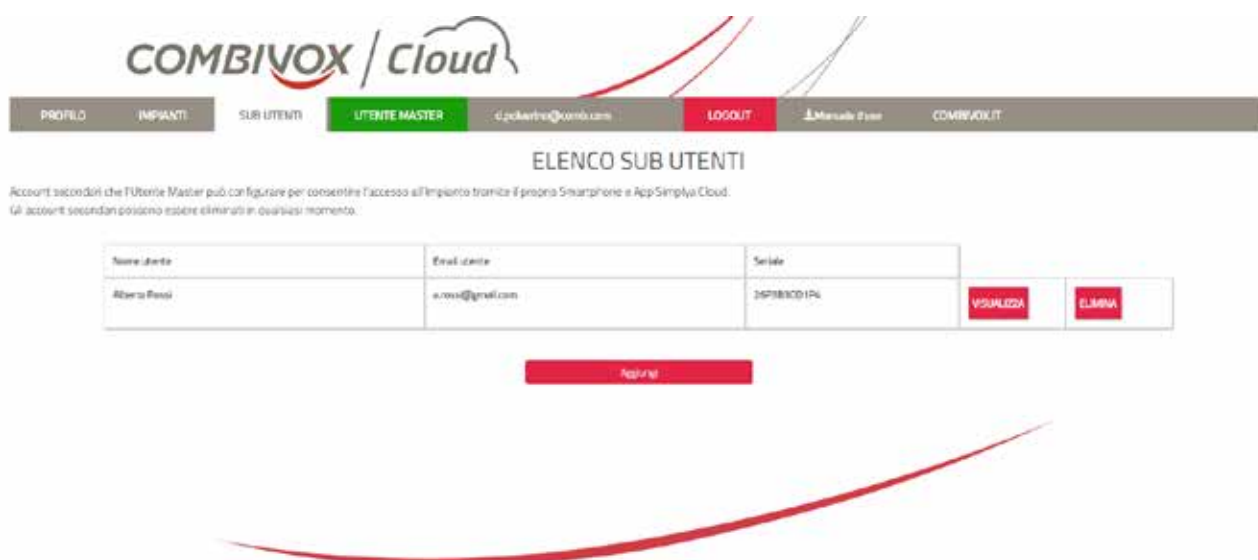 COMBIVOX / Cloud
PROFILO IMPIANTI SUB UTENTI UTENTE MASTER LOGOUT Manuale d'uso COMBIVOX.IT
ELENCO SUB UTENTI
Account secondari che l'Utente Master può configurare per consentire l'accesso all'Impianto tramite il proprio Smartphone e App Simplya Cloud.
Gli account secondari possono essere eliminati in qualsiasi momento.
Nome utente Email utente Seriale
Alberto Rossi a.rossi@gmail.com VISUALIZZA ELIMINA
Aggiungi